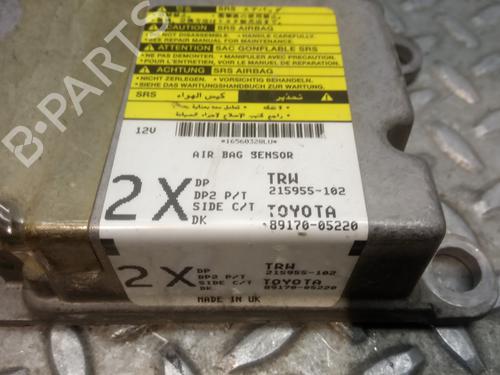 SRS
CAUTION SRS AIRBAG
•DO NOT DISASSEMBLE •HANDLE CAREFULLY.
•SEE REPAIR MANUAL FOR MAINTENANCE
ATTENTION SAC GONFLABLE SRS
•NE PAS DEMONTER. •MANIPULER AVEC PRECAUTION!
•POUR L'ENTRETIEN, VOIR LE MANUEL DE REPARATION
ACHTUNG SRS AIRBAG
•NICHT ZERLEGEN. •VORSICHTIG BEHANDELN.
•SIEHE DAS WARTUNGSHANDBUCH ZUR WARTUNG.
SRS كيس الهواء تحذير
12V
*16560328LU*
AIR BAG SENSOR
2X DP TRW
DP2 P/T 215955-102
SIDE C/T TOYOTA
DK 89170-05220
2X DP TRW
DP2 P/T 215955-102
SIDE C/T TOYOTA
DK 89170-05220
MADE IN UK
B-PARTS